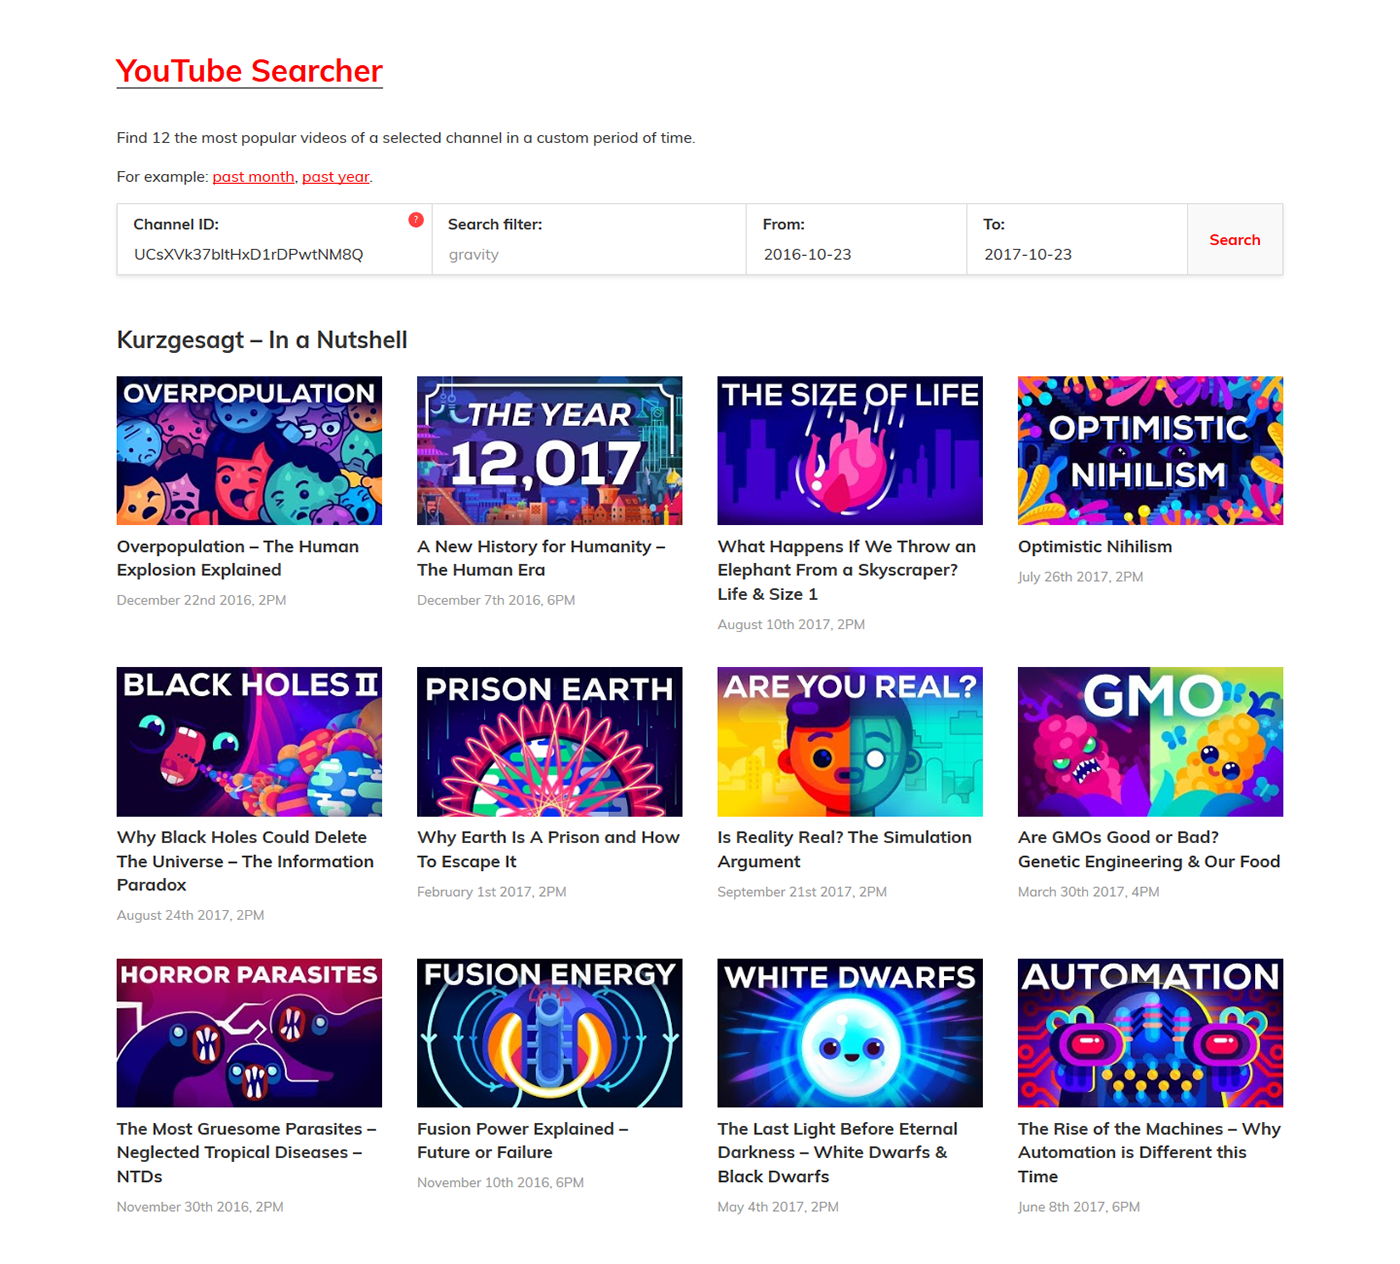 YouTube Searcher
Find 12 the most popular videos of a selected channel in a custom period of time.
For example: past month, past year.
Channel ID:
?
Search filter:
From:
To:
Search
UCsXVk37bltHxD1rDPwtNM8Q
gravity
2016-10-23
2017-10-23
Kurzgesagt – In a Nutshell
OVERPOPULATION
THE YEAR
12,017
THE SIZE OF LIFE
OPTIMISTIC
NIHILISM
Overpopulation – The Human
Explosion Explained
December 22nd 2016, 2PM
A New History for Humanity –
The Human Era
December 7th 2016, 6PM
What Happens If We Throw an
Elephant From a Skyscraper?
Life & Size 1
August 10th 2017, 2PM
Optimistic Nihilism
July 26th 2017, 2PM
BLACK HOLES II
PRISON EARTH
ARE YOU REAL?
GMO
Why Black Holes Could Delete
The Universe – The Information
Paradox
August 24th 2017, 2PM
Why Earth Is A Prison and How
To Escape It
February 1st 2017, 2PM
Is Reality Real? The Simulation
Argument
September 21st 2017, 2PM
Are GMOs Good or Bad?
Genetic Engineering & Our Food
March 30th 2017, 4PM
HORROR PARASITES
FUSION ENERGY
WHITE DWARFS
AUTOMATION
The Most Gruesome Parasites –
Neglected Tropical Diseases –
NTDs
November 30th 2016, 2PM
Fusion Power Explained –
Future or Failure
November 10th 2016, 6PM
The Last Light Before Eternal
Darkness – White Dwarfs &
Black Dwarfs
May 4th 2017, 2PM
The Rise of the Machines – Why
Automation is Different this
Time
June 8th 2017, 6PM